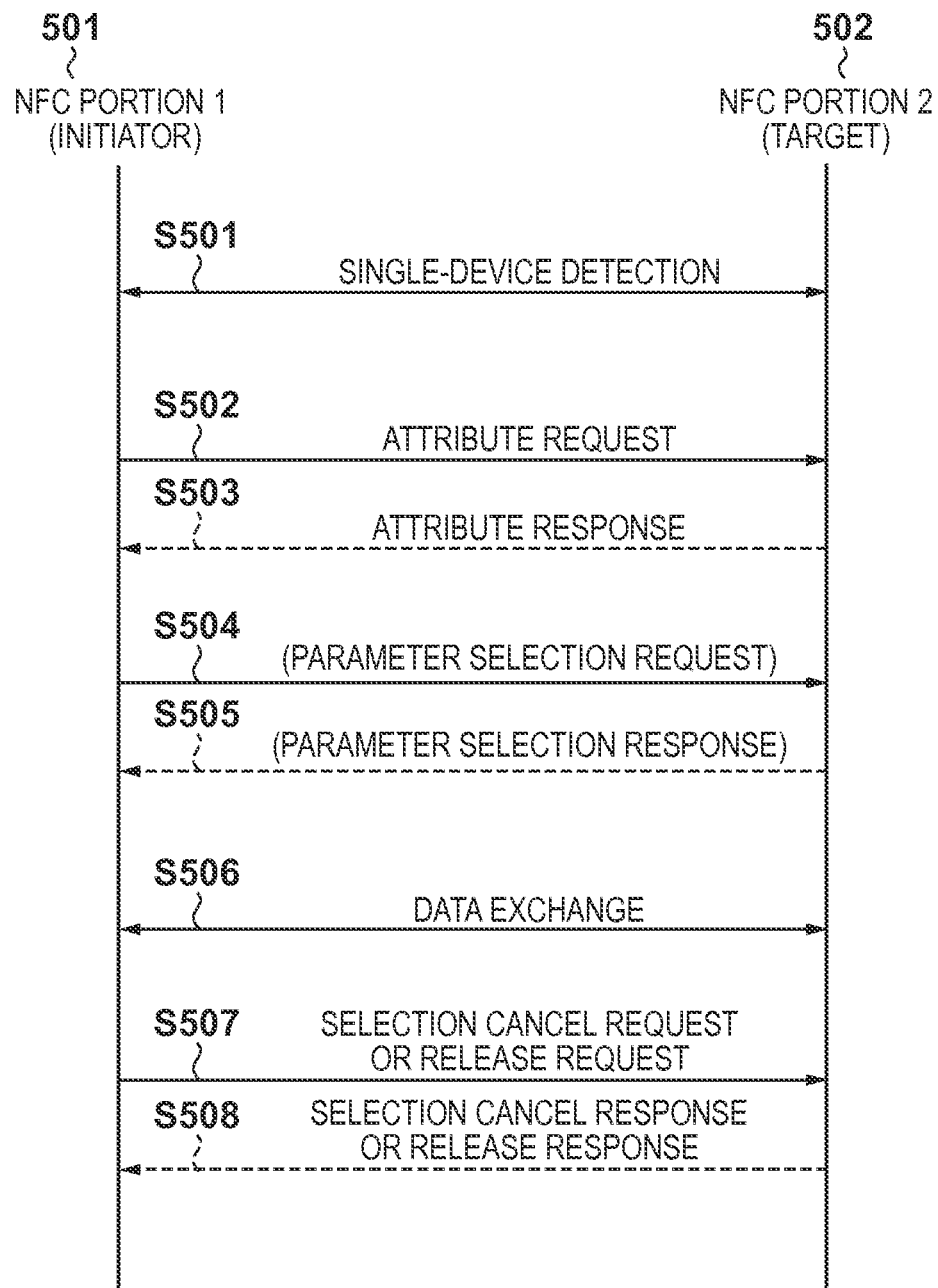 501
NFC PORTION 1
(INITIATOR)
502
NFC PORTION 2
(TARGET)
S501
SINGLE-DEVICE DETECTION
S502
ATTRIBUTE REQUEST
S503
ATTRIBUTE RESPONSE
S504
(PARAMETER SELECTION REQUEST)
S505
(PARAMETER SELECTION RESPONSE)
S506
DATA EXCHANGE
S507
SELECTION CANCEL REQUEST
OR RELEASE REQUEST
S508
SELECTION CANCEL RESPONSE
OR RELEASE RESPONSE